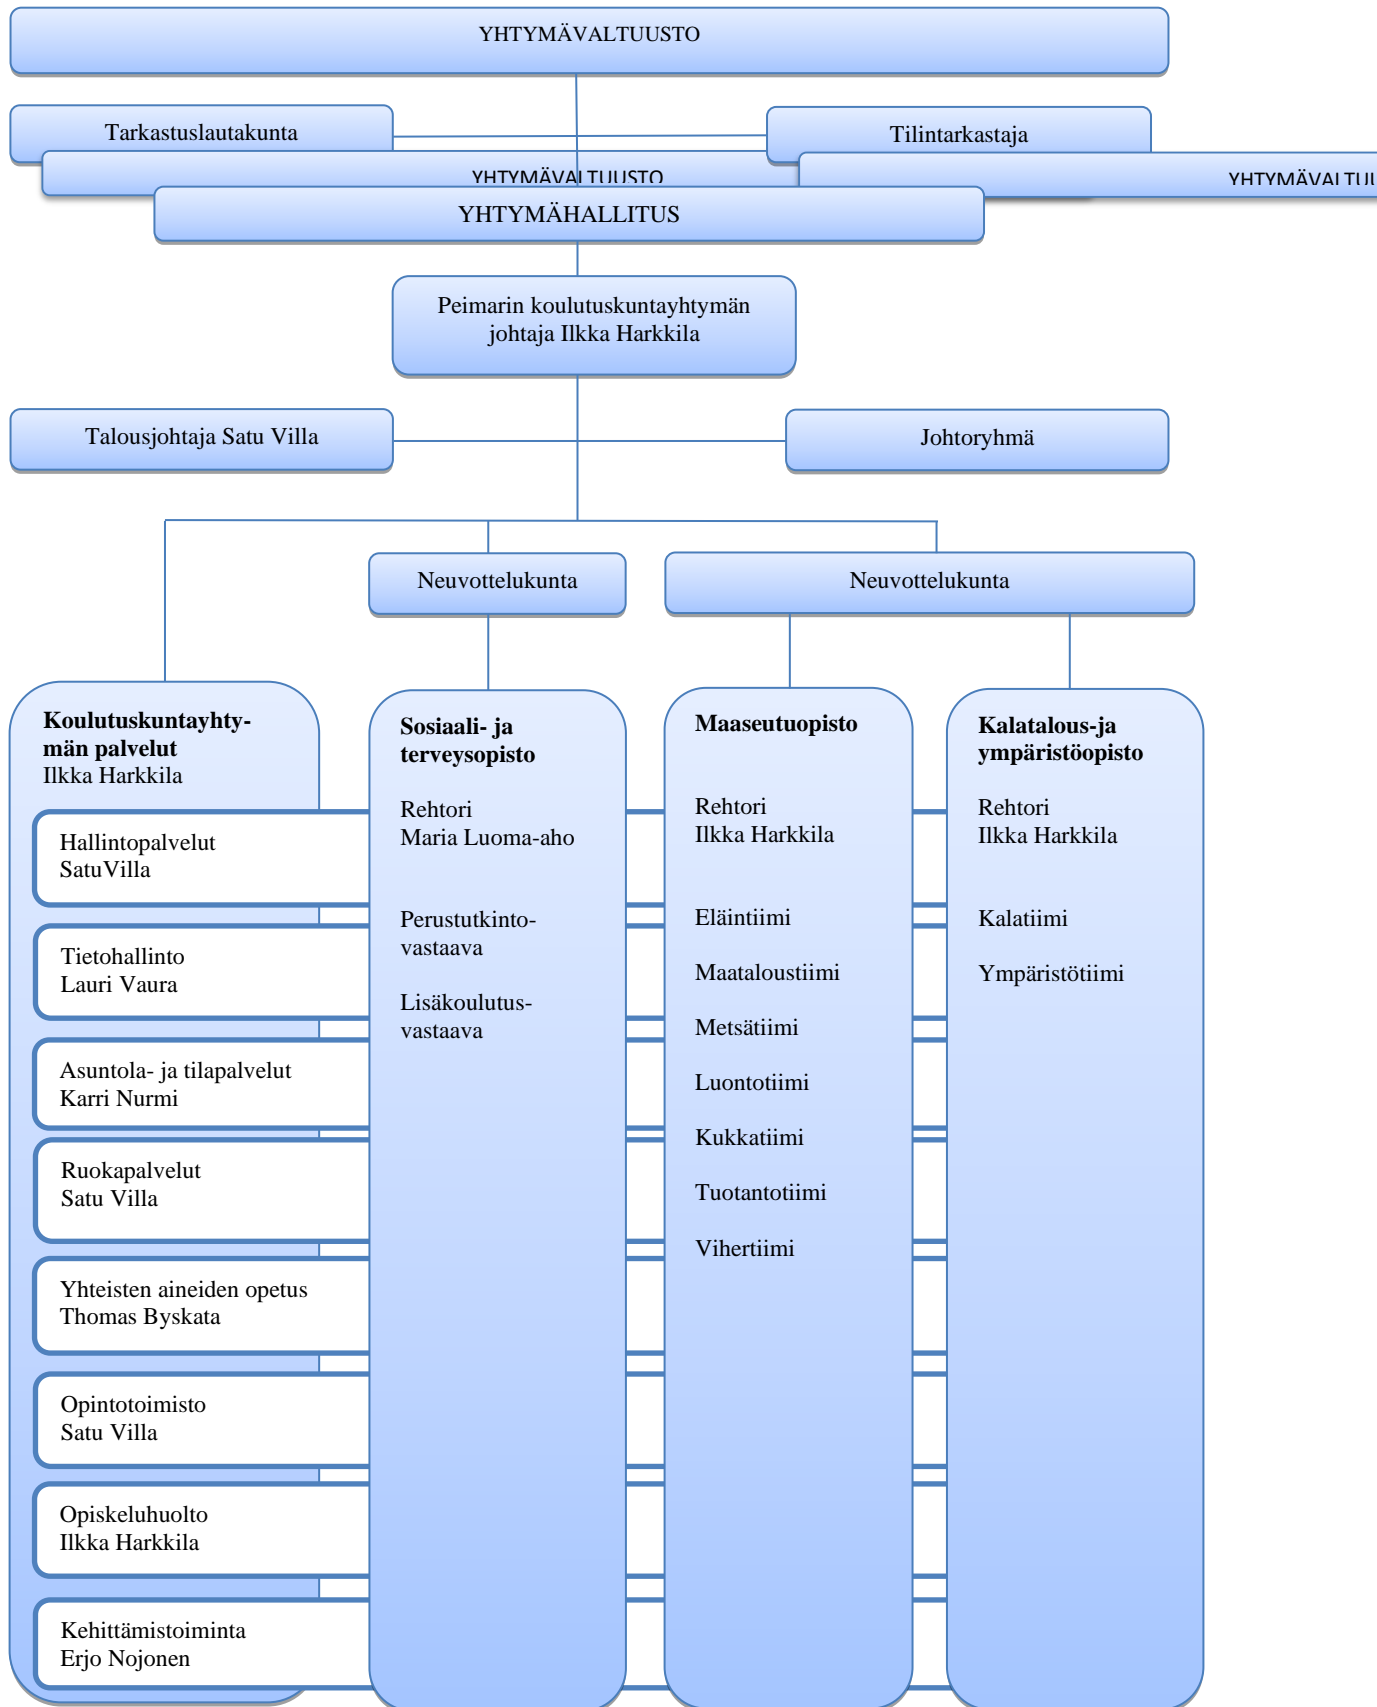 YHTYMÄVALTUUSTO
Tarkastuslautakunta
Tilintarkastaja
YHTYMÄVALTUUSTO
YHTYMÄVALTUU
YHTYMÄHALLITUS
Peimarin koulutuskuntayhtymän
johtaja Ilkka Harkkila
Talousjohtaja Satu Villa
Johtoryhmä
Neuvottelukunta
Neuvottelukunta
Koulutuskuntayhty-
män palvelut
Ilkka Harkkila
Hallintopalvelut
SatuVilla
Tietohallinto
Lauri Vaura
Asuntola- ja tilapalvelut
Karri Nurmi
Ruokapalvelut
Satu Villa
Yhteisten aineiden opetus
Thomas Byskata
Opintotoimisto
Satu Villa
Opiskeluhuolto
Ilkka Harkkila
Kehittämistoiminta
Erjo Nojonen
Sosiaali- ja
terveysopisto
Rehtori
Maria Luoma-aho
Perustutkinto-
vastaava
Lisäkoulutus-
vastaava
Maaseutuopisto
Rehtori
Ilkka Harkkila
Eläintiimi
Maataloustiimi
Metsätiimi
Luontotiimi
Kukkatiimi
Tuotantotiimi
Vihertiimi
Kalatalous-ja
ympäristöopisto
Rehtori
Ilkka Harkkila
Kalatiimi
Ympäristötiimi